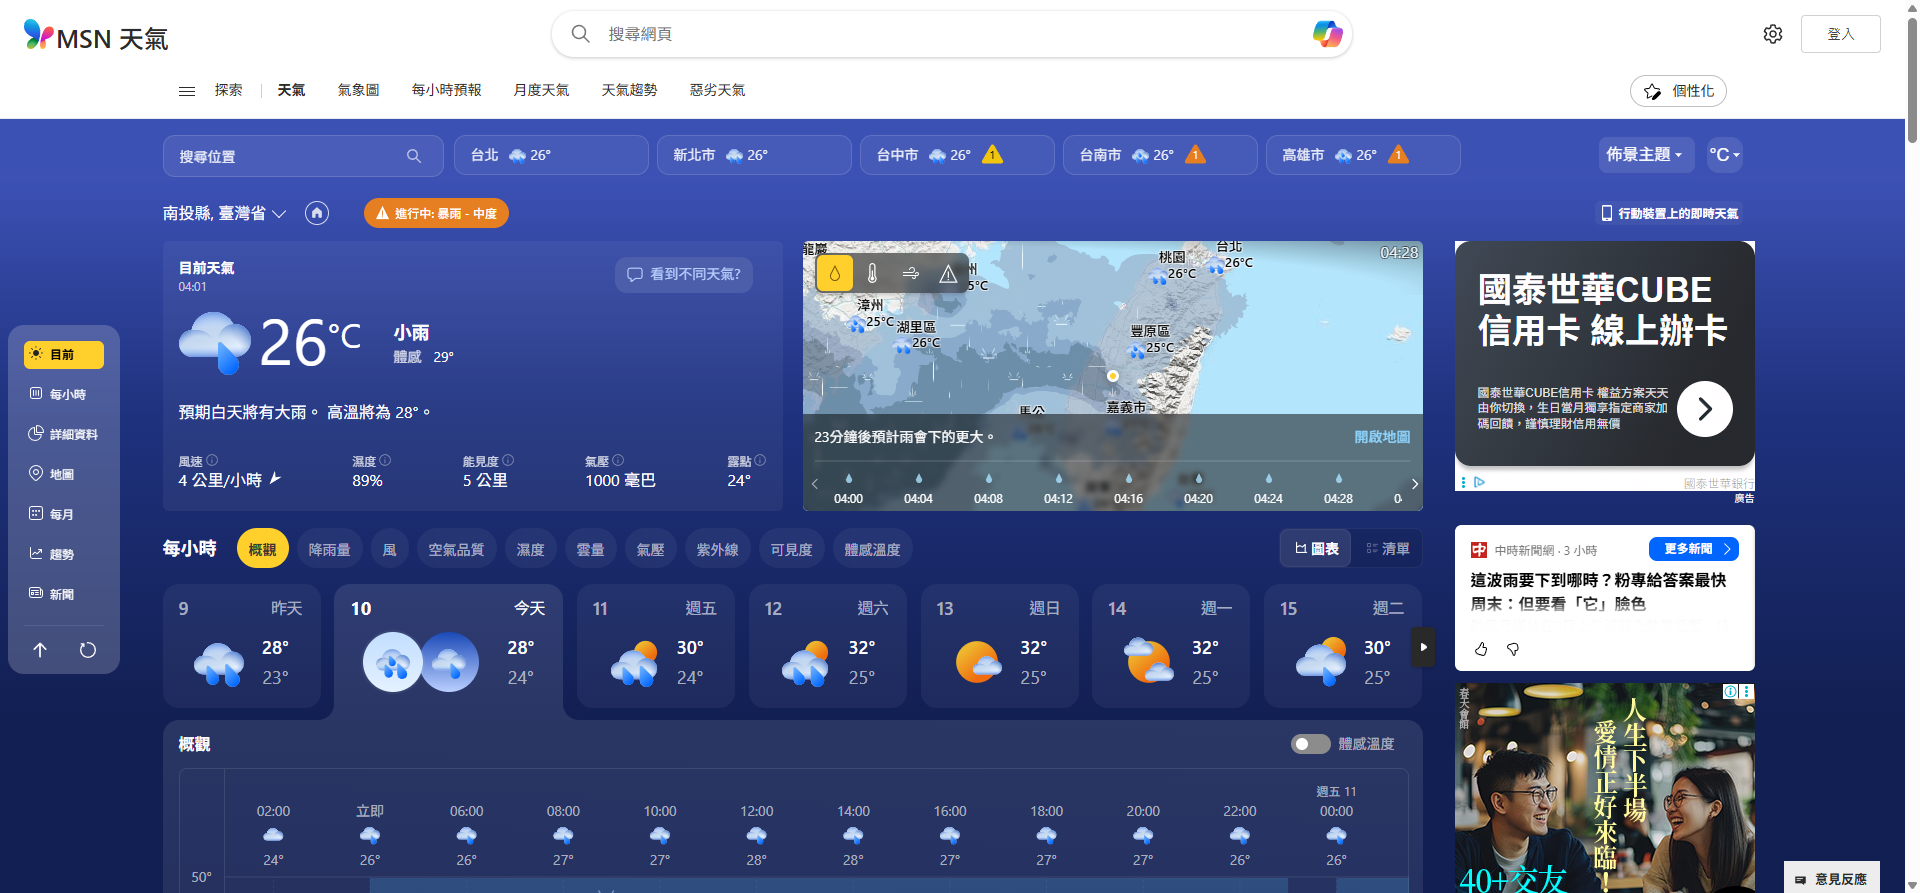 MSN 天氣
搜尋網頁
登入
探索
天氣
氣象圖
每小時預報
月度天氣
天氣趨勢
惡劣天氣
個性化
搜尋位置
台北 26°
新北市 26°
台中市 26° 1
台南市 26° 1
高雄市 26° 1
佈景主題
°C
南投縣, 臺灣省
進行中: 暴雨 - 中度
行動裝置上的即時天氣
目前
每小時
詳細資料
地圖
每月
趨勢
新聞
目前天氣
04:01
看到不同天氣?
26°C
小雨
體感 29°
預期白天將有大雨。 高溫將為 28°。
風速
4 公里/小時
濕度
89%
能見度
5 公里
氣壓
1000 毫巴
露點
24°
龍巖
台北
26°C
04:28
桃園
26°C
州
5°C
漳州
25°C
湖里區
26°C
豐原區
25°C
馬公
嘉義市
23分鐘後預計雨會下的更大。
開啟地圖
04:00
04:04
04:08
04:12
04:16
04:20
04:24
04:28
國泰世華CUBE
信用卡 線上辦卡
國泰世華CUBE信用卡 權益方案天天
由你切換，生日當月獨享指定商家加
碼回饋，謹慎理財信用無價
國泰世華銀行
廣告
每小時
概觀
降雨量
風
空氣品質
濕度
雲量
氣壓
紫外線
可見度
體感溫度
圖表
清單
9 昨天
28°
23°
10 今天
28°
24°
11 週五
30°
24°
12 週六
32°
25°
13 週日
32°
25°
14 週一
32°
25°
15 週二
30°
25°
中時新聞網 · 3 小時
更多新聞
這波雨要下到哪時？粉專給答案最快
周末：但要看「它」臉色
概觀
體感溫度
週五 11
02:00
立即
06:00
08:00
10:00
12:00
14:00
16:00
18:00
20:00
22:00
00:00
24°
26°
26°
27°
27°
28°
28°
27°
27°
27°
26°
26°
50°
春天會館
人生下半場
愛情正好來臨！
40+交友
意見反應